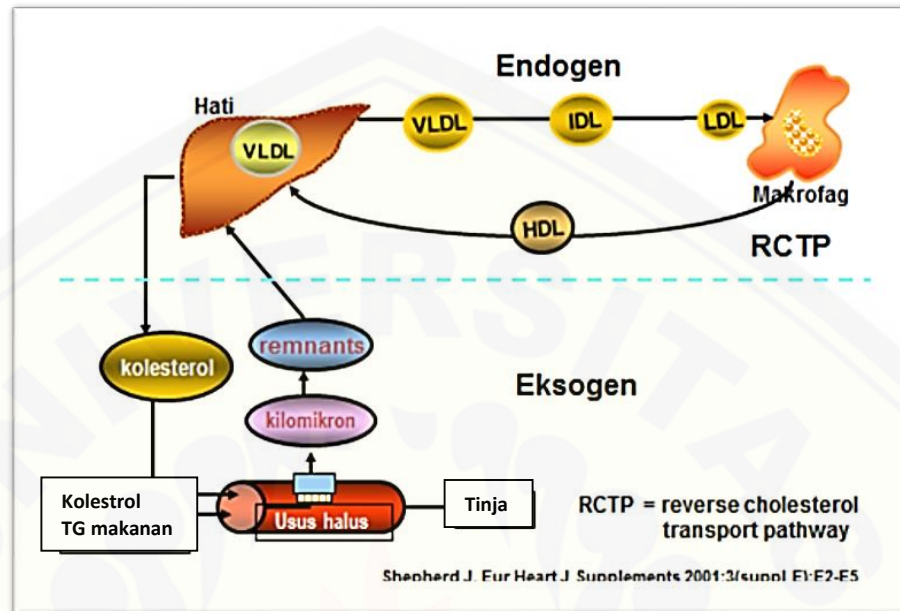 Endogen
Hati
VLDL
VLDL
IDL
LDL
Makrofag
HDL
RCTP
kolesterol
remnants
Eksogen
kilomikron
Kolestrol
TG makanan
Usus halus
Tinja
RCTP = reverse cholesterol
transport pathway
Shepherd J. Eur Heart J Supplements 2001;3(suppl E):E2-E5
UNIVERSITAS